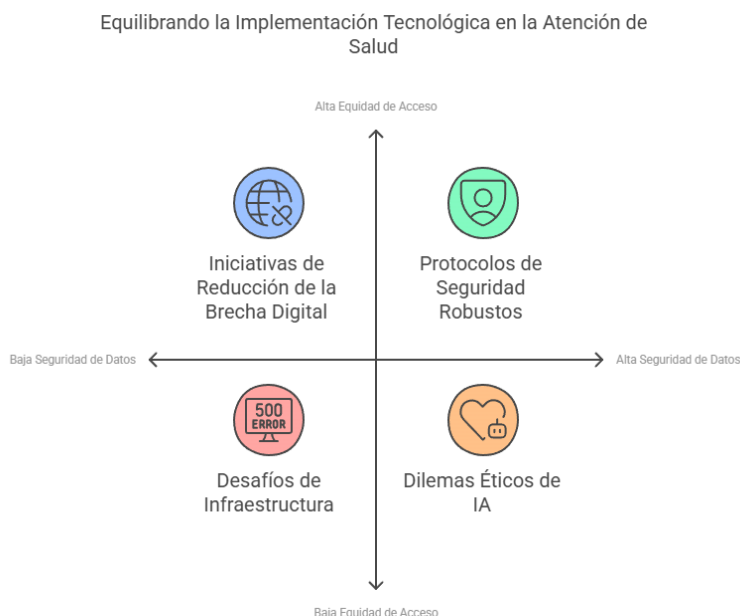 Equilibrando la Implementación Tecnológica en la Atención de
Salud
Alta Equidad de Acceso
Iniciativas de
Reducción de la
Brecha Digital
Protocolos de
Seguridad
Robustos
Baja Seguridad de Datos
Alta Seguridad de Datos
500
ERROR
Desafíos de
Infraestructura
Dilemas Éticos de
IA
Baja Equidad de Acceso